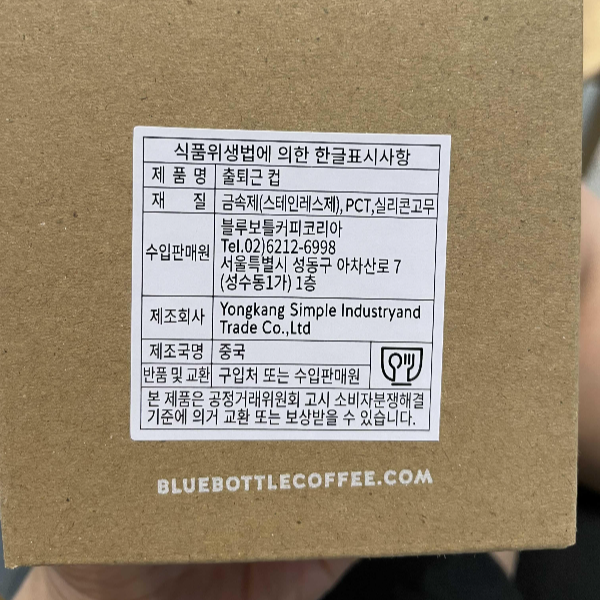 식품위생법에 의한 한글표시사항
제 품 명 출퇴근 컵
재 질 금속제(스테인레스제), PCT,실리콘고무
수입판매원 블루보틀커피코리아
Tel.02)6212-6998
서울특별시 성동구 아차산로 7
(성수동1가) 1층
제조회사 Yongkang Simple Industryand
Trade Co.,Ltd
제조국명 중국
반품 및 교환 구입처 또는 수입판매원
본 제품은 공정거래위원회 고시 소비자분쟁해결
기준에 의거 교환 또는 보상받을 수 있습니다.
BLUEBOTTLECOFFEE.COM